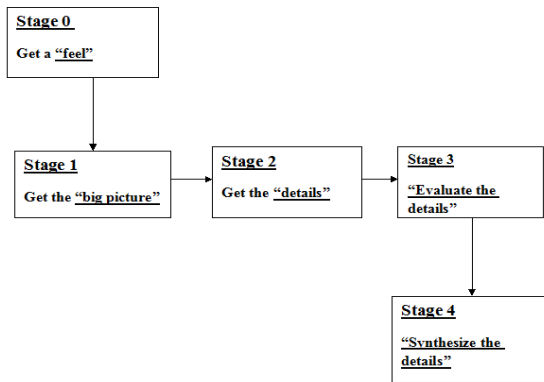 Stage 0
Get a “feel”
Stage 1
Get the “big picture”
Stage 2
Get the “details”
Stage 3
“Evaluate the
details”
Stage 4
“Synthesize the
details”